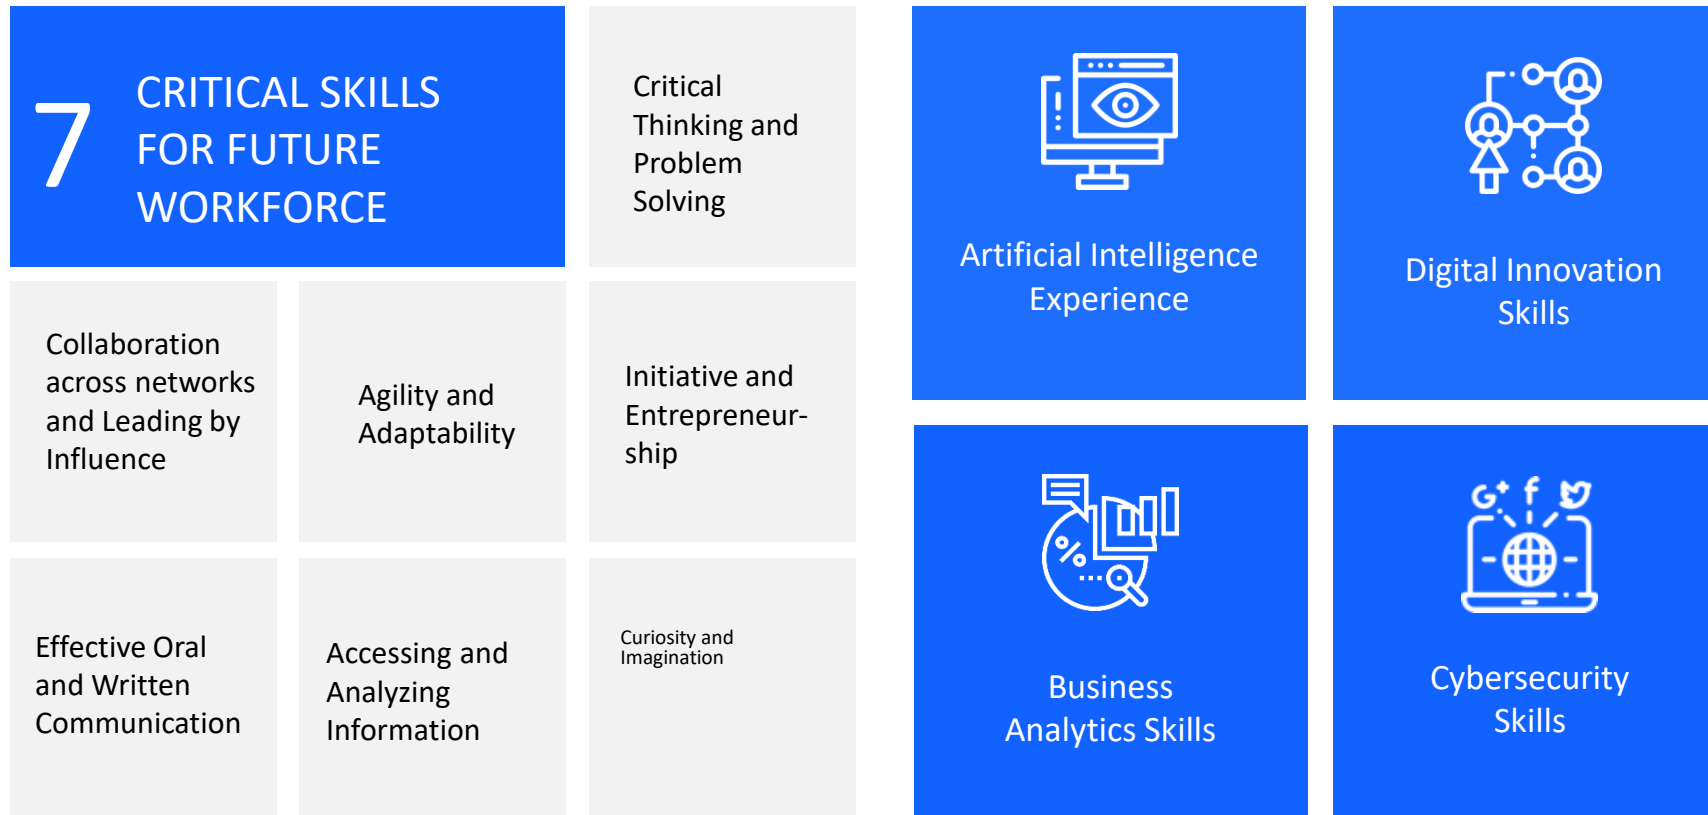 7
CRITICAL SKILLS
FOR FUTURE
WORKFORCE
Critical
Thinking and
Problem
Solving
Collaboration
across networks
and Leading by
Influence
Agility and
Adaptability
Initiative and
Entrepreneur-
ship
Effective Oral
and Written
Communication
Accessing and
Analyzing
Information
Curiosity and
Imagination
Artificial Intelligence
Experience
Digital Innovation
Skills
%
Business
Analytics Skills
G+ f
Cybersecurity
Skills